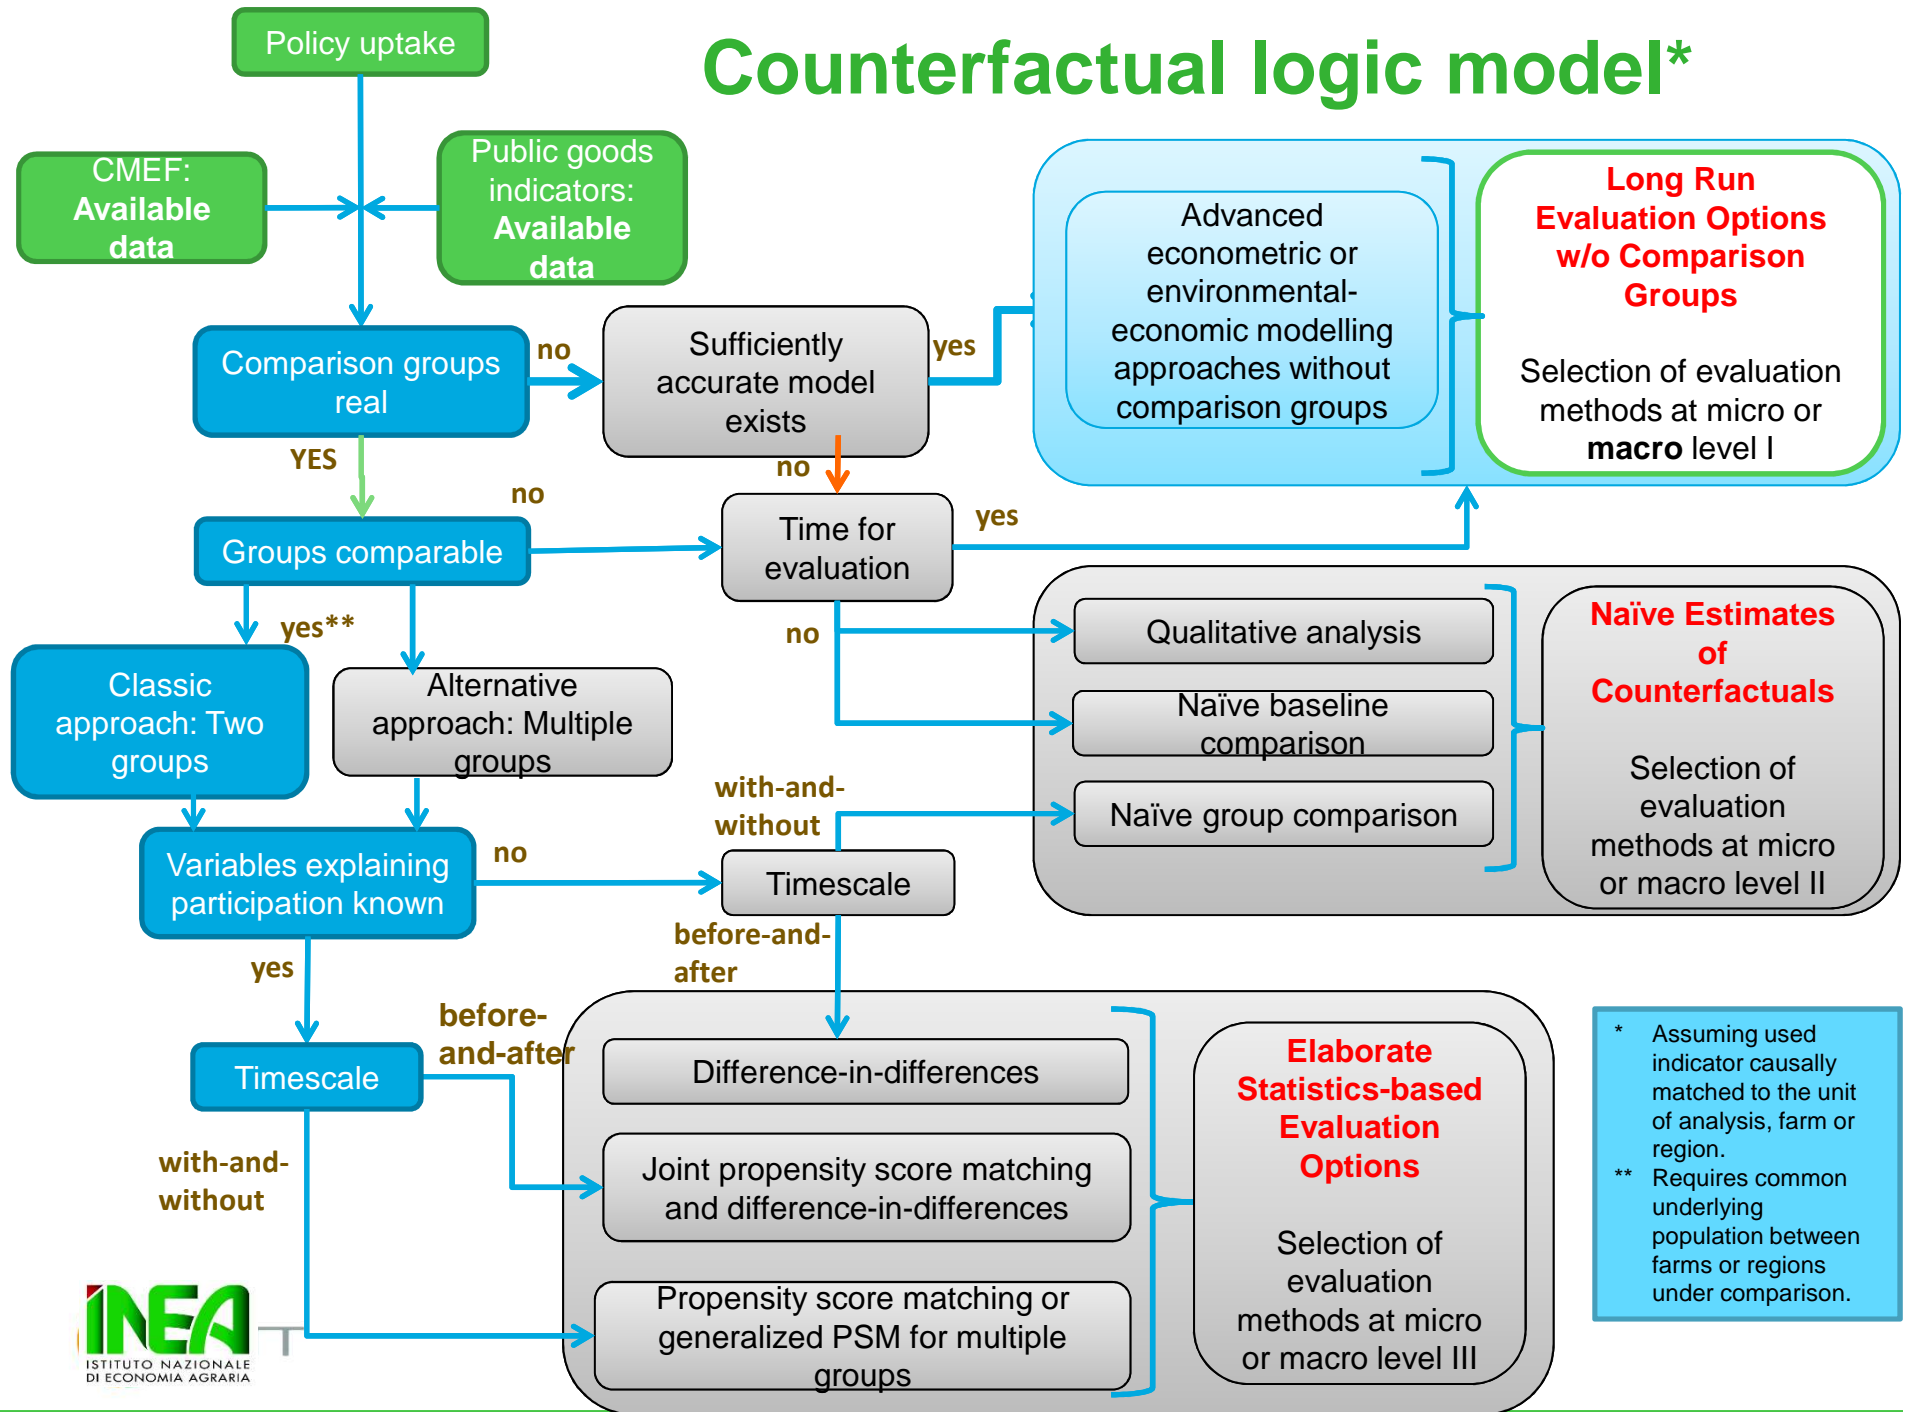 Policy uptake
Counterfactual logic model*
CMEF:
Available
data
Public goods
indicators:
Available
data
Comparison groups
real
no
Sufficiently
accurate model
exists
yes
Advanced
econometric or
environmental-
economic modelling
approaches without
comparison groups
Long Run
Evaluation Options
w/o Comparison
Groups
Selection of evaluation
methods at micro or
macro level I
YES
no
no
Groups comparable
Time for
evaluation
yes
yes**
no
Classic
approach: Two
groups
Alternative
approach: Multiple
groups
Qualitative analysis
Naïve baseline
comparison
Naïve group comparison
Naïve Estimates
of
Counterfactuals
Selection of
evaluation
methods at micro
or macro level II
with-and-
without
Variables explaining
participation known
no
Timescale
before-and-
after
yes
Timescale
before-
and-after
with-and-
without
Difference-in-differences
Joint propensity score matching
and difference-in-differences
Propensity score matching or
generalized PSM for multiple
groups
Elaborate
Statistics-based
Evaluation
Options
Selection of
evaluation
methods at micro
or macro level III
* Assuming used
indicator causally
matched to the unit
of analysis, farm or
region.
** Requires common
underlying
population between
farms or regions
under comparison.
INEA
ISTITUTO NAZIONALE
DI ECONOMIA AGRARIA